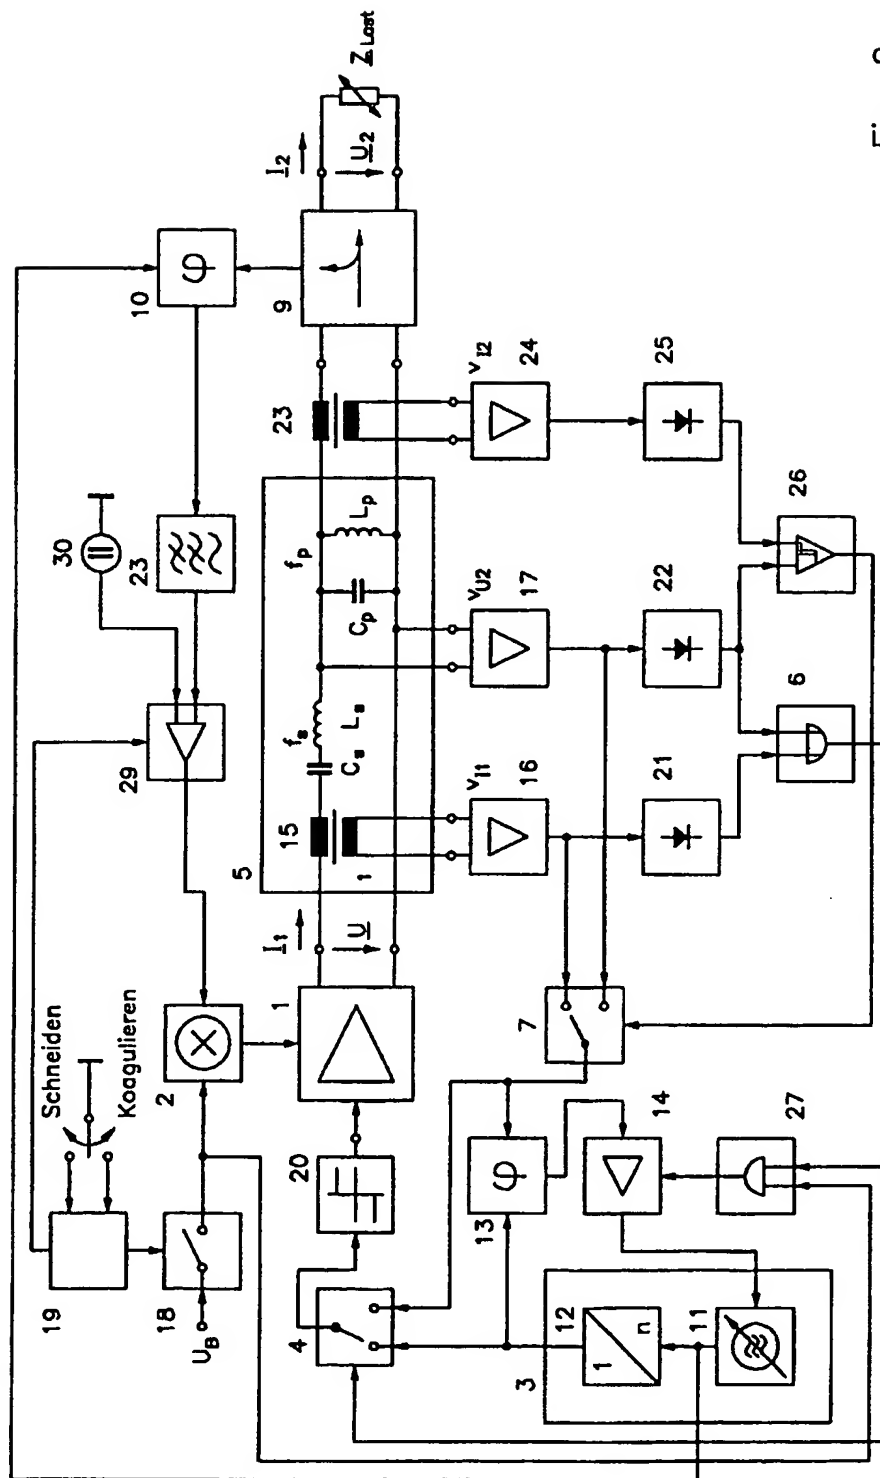 Schneiden
Koagulieren
19
18
U_B
2
29
30
23
10
φ
20
1
I_1
U
5
15
1
C_s
f_s
L_s
C_p
f_p
L_p
23
9
I_2
U_2
Z_Last
4
7
16
V_I1
17
V_U2
24
V_I2
13
φ
14
21
22
25
3
12
1
n
11
27
6
26